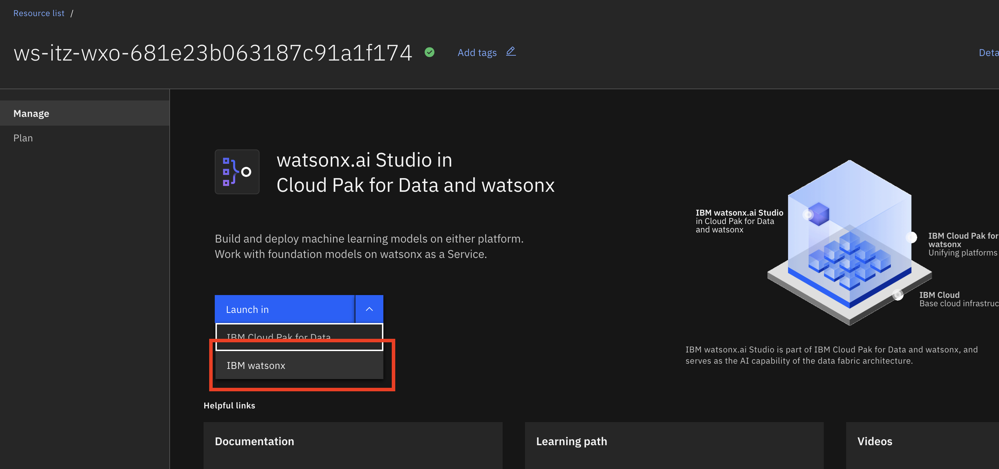 Resource list /
ws-itz-wxo-681e23b063187c91a1f174
Add tags
Manage
Plan
watsonx.ai Studio in
Cloud Pak for Data and watsonx
Build and deploy machine learning models on either platform.
Work with foundation models on watsonx as a Service.
Launch in
IBM Cloud Pak for Data
IBM watsonx
IBM watsonx.ai Studio
in Cloud Pak for Data
and watsonx
IBM Cloud Pak for
watsonx
Unifying platforms
IBM Cloud
Base cloud
IBM watsonx.ai Studio is part of IBM Cloud Pak for Data and watsonx, and
serves as the AI capability of the data fabric architecture.
Helpful links
Documentation
Learning path
Videos